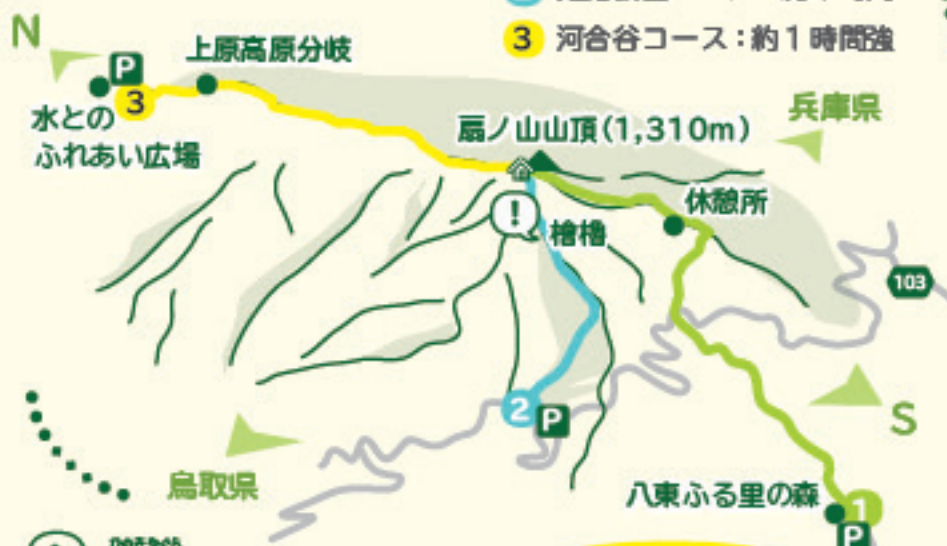 N
P
上原高原分岐
3 河合谷コース：約1時間強
3
水との
ふれあい広場
扇ノ山山頂(1,310m)
兵庫県
休憩所
!
檜櫓
103
2
P
S
鳥取県
八東ふる里の森
1
P